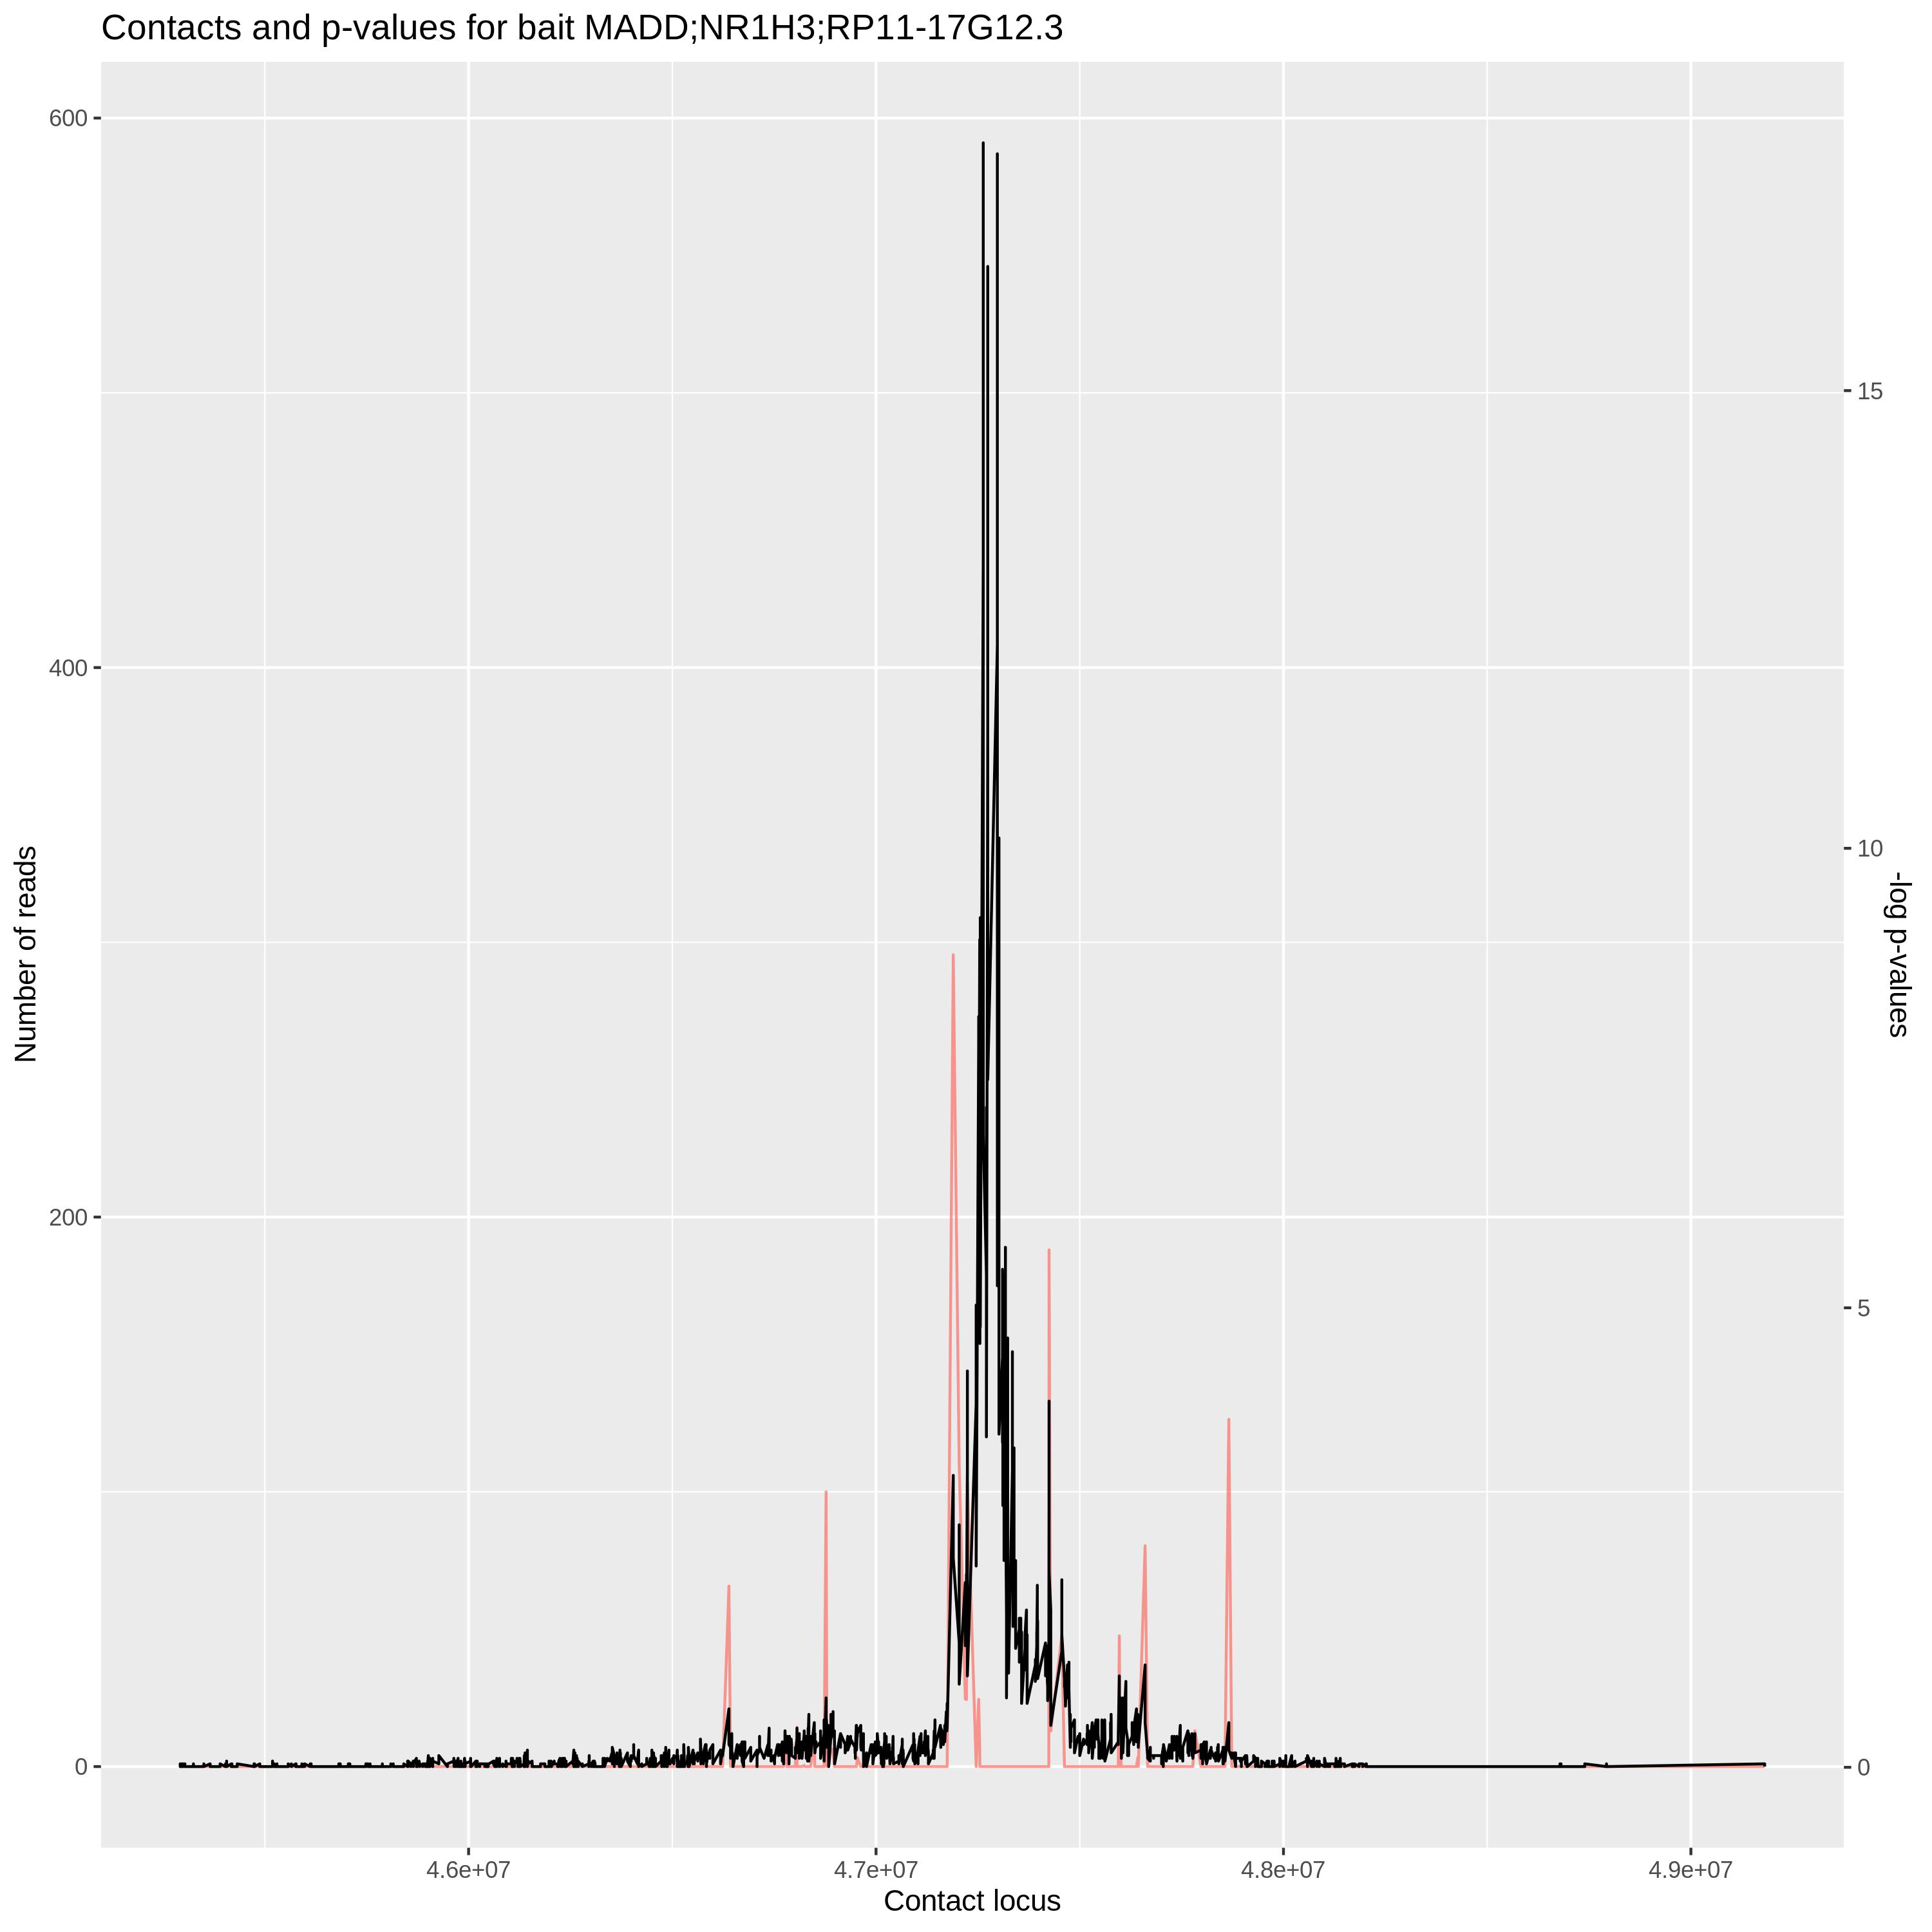 Contacts and p-values for bait MADD;NR1H3;RP11-17G12.3
600
400
200
0
Number of reads
15
10
5
0
-log p-values
4.6e+07
4.7e+07
4.8e+07
4.9e+07
Contact locus